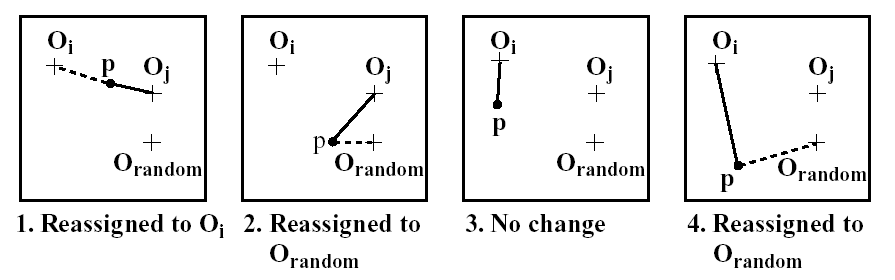 Oi
p
Oj
Orandom
1. Reassigned to Oi
Oi
Oj
p
Orandom
2. Reassigned to
Orandom
Oi
Oj
p
Orandom
3. No change
Oi
Oj
p
Orandom
4. Reassigned to
Orandom